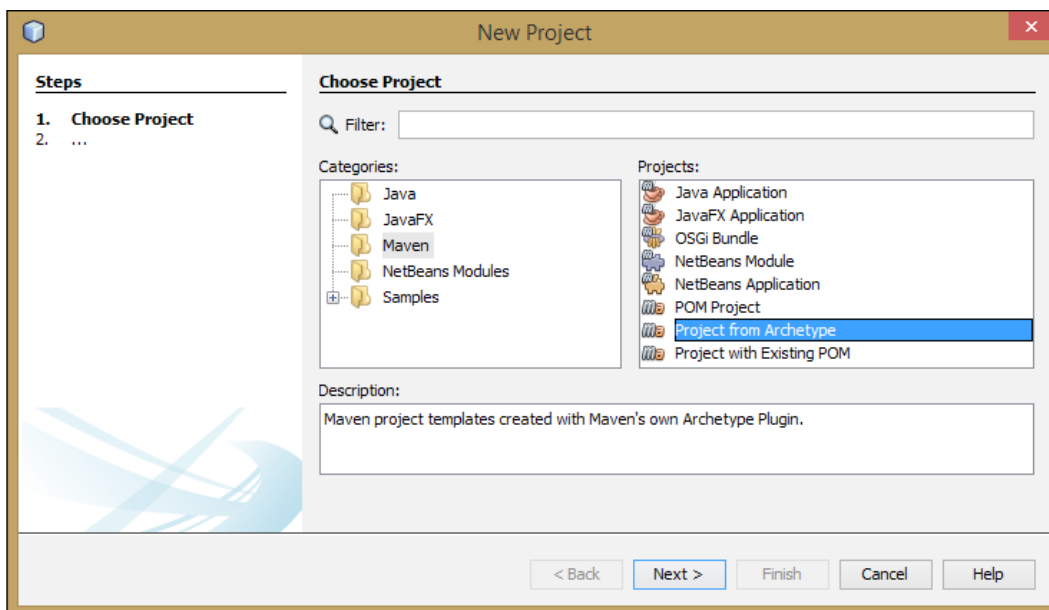 New Project
Steps
1. Choose Project
2. ...
Choose Project
Filter:
Categories:
Java
JavaFX
Maven
NetBeans Modules
Samples
Projects:
Java Application
JavaFX Application
OSGi Bundle
NetBeans Module
NetBeans Application
POM Project
Project from Archetype
Project with Existing POM
Description:
Maven project templates created with Maven's own Archetype Plugin.
< Back
Next >
Finish
Cancel
Help